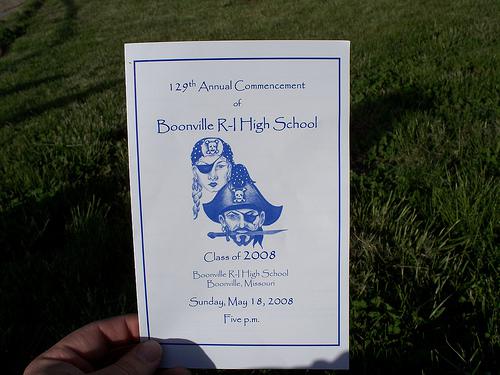 129th Annual Commencement
of
Boonville R-I High School
Class of 2008
Boonville R-I High School
Boonville, Missouri
Sunday, May 18, 2008
Five p.m.